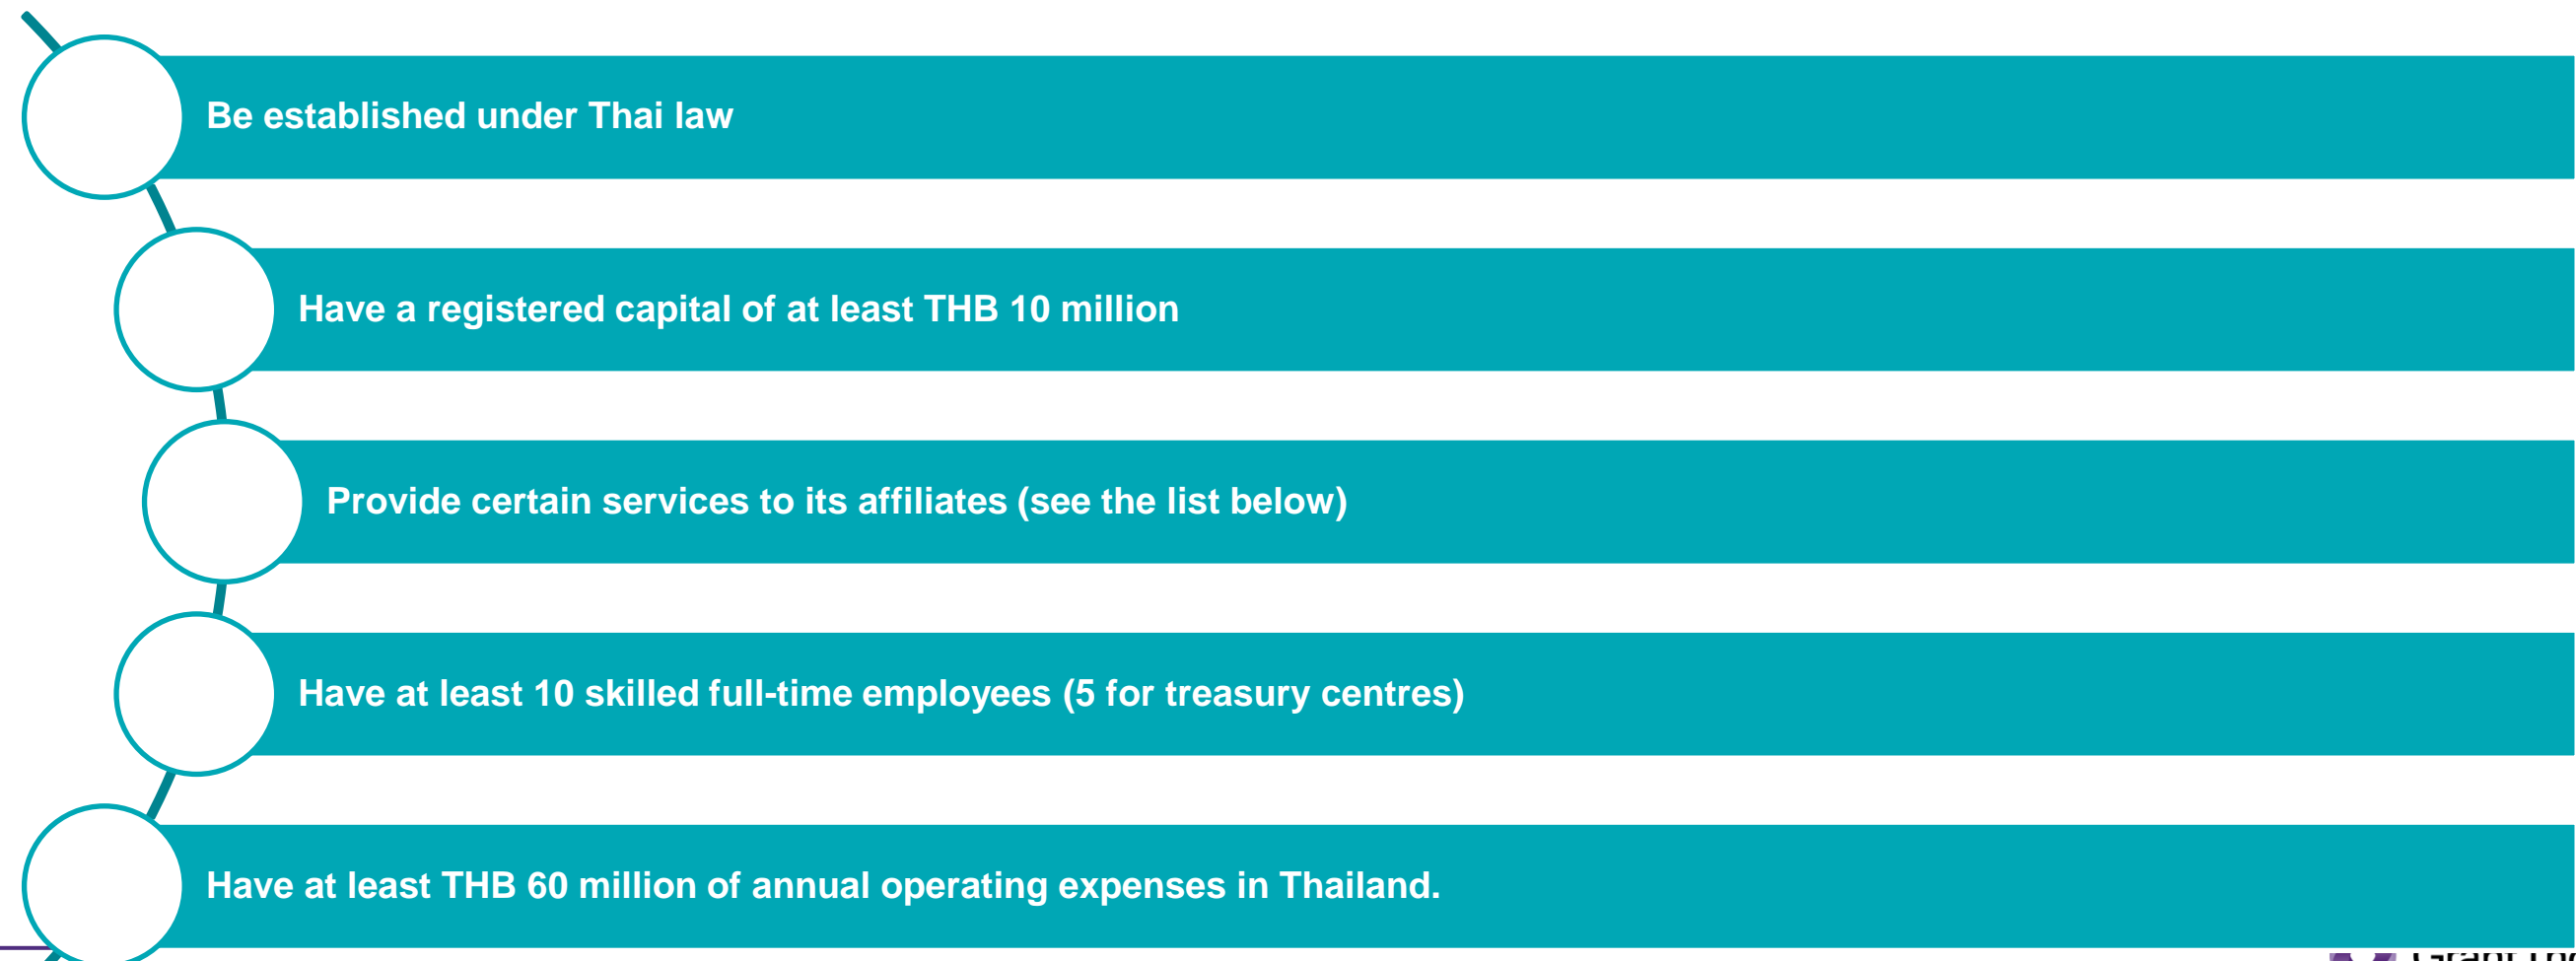 Be established under Thai law
Have a registered capital of at least THB 10 million
Provide certain services to its affiliates (see the list below)
Have at least 10 skilled full-time employees (5 for treasury centres)
Have at least THB 60 million of annual operating expenses in Thailand.
Grant